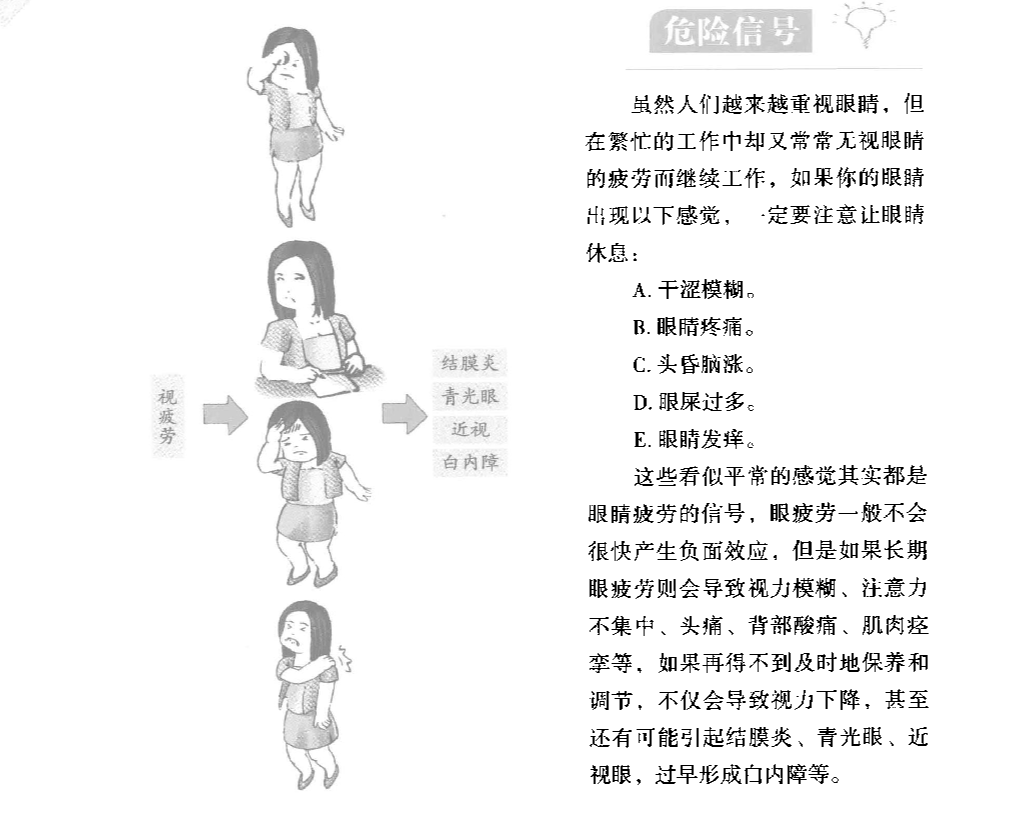 视疲劳
结膜炎
青光眼
近视
白内障
危险信号
虽然人们越来越重视眼睛，但
在繁忙的工作中却又常常无视眼睛
的疲劳而继续工作，如果你的眼睛
出现以下感觉，一定要注意让眼睛
休息：
A. 干涩模糊。
B. 眼睛疼痛。
C. 头昏脑涨。
D. 眼屎过多。
E. 眼睛发痒。
这些看似平常的感觉其实都是
眼睛疲劳的信号，眼疲劳一般不会
很快产生负面效应，但是如果长期
眼疲劳则会导致视力模糊、注意力
不集中、头痛、背部酸痛、肌肉痉
挛等，如果再得不到及时地保养和
调节，不仅会导致视力下降，甚至
还有可能引起结膜炎、青光眼、近
视眼，过早形成白内障等。